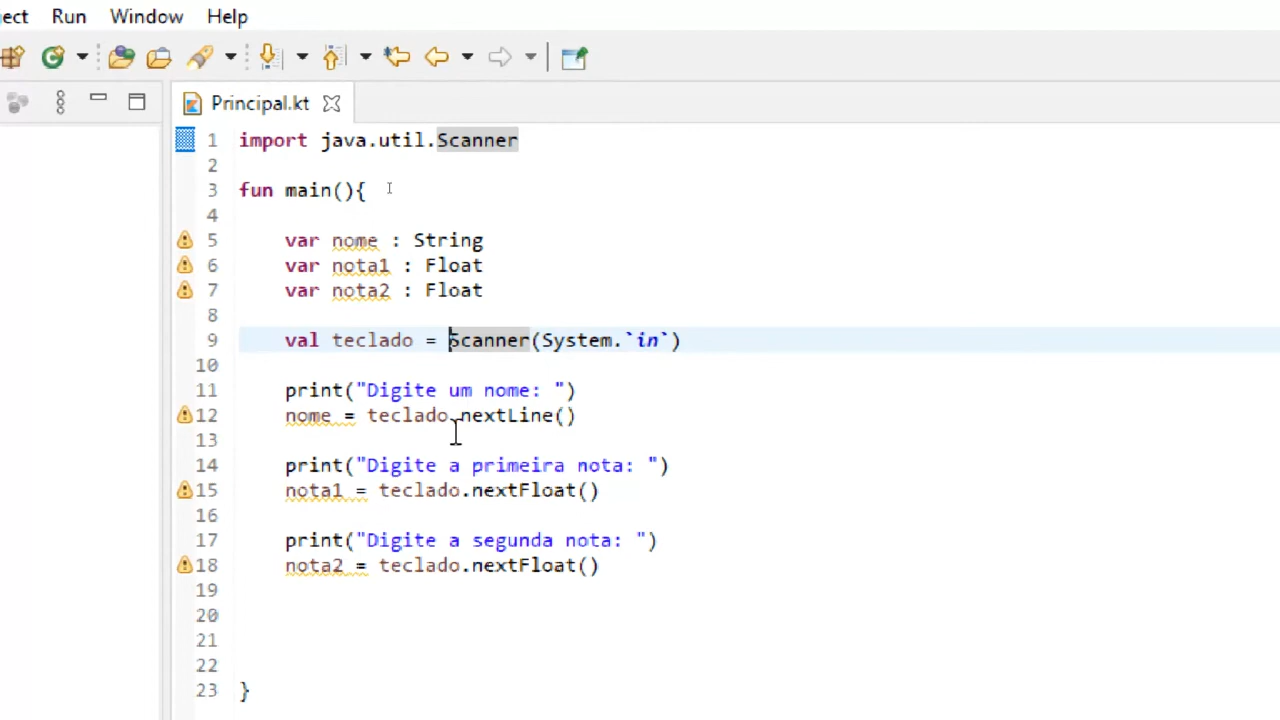 ect Run Window Help
Principal.kt
1 import java.util.Scanner
2
3 fun main(){
4
5 var nome : String
6 var nota1 : Float
7 var nota2 : Float
8
9 val teclado = Scanner(System.`in`)
10
11 print("Digite um nome: ")
12 nome = teclado.nextLine()
13
14 print("Digite a primeira nota: ")
15 nota1 = teclado.nextFloat()
16
17 print("Digite a segunda nota: ")
18 nota2 = teclado.nextFloat()
19
20
21
22
23 }